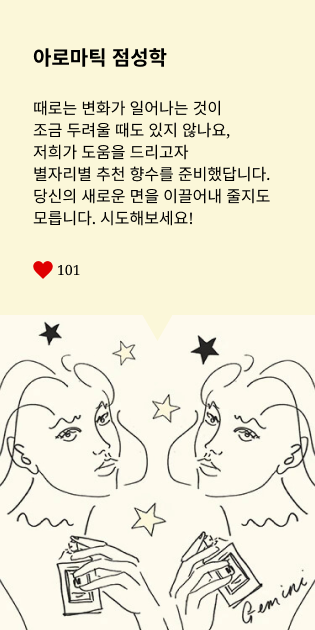 아로마틱 점성학
때로는 변화가 일어나는 것이
조금 두려울 때도 있지 않나요,
저희가 도움을 드리고자
별자리별 추천 향수를 준비했답니다.
당신의 새로운 면을 이끌어내 줄지도
모릅니다. 시도해보세요!
101
Gemini